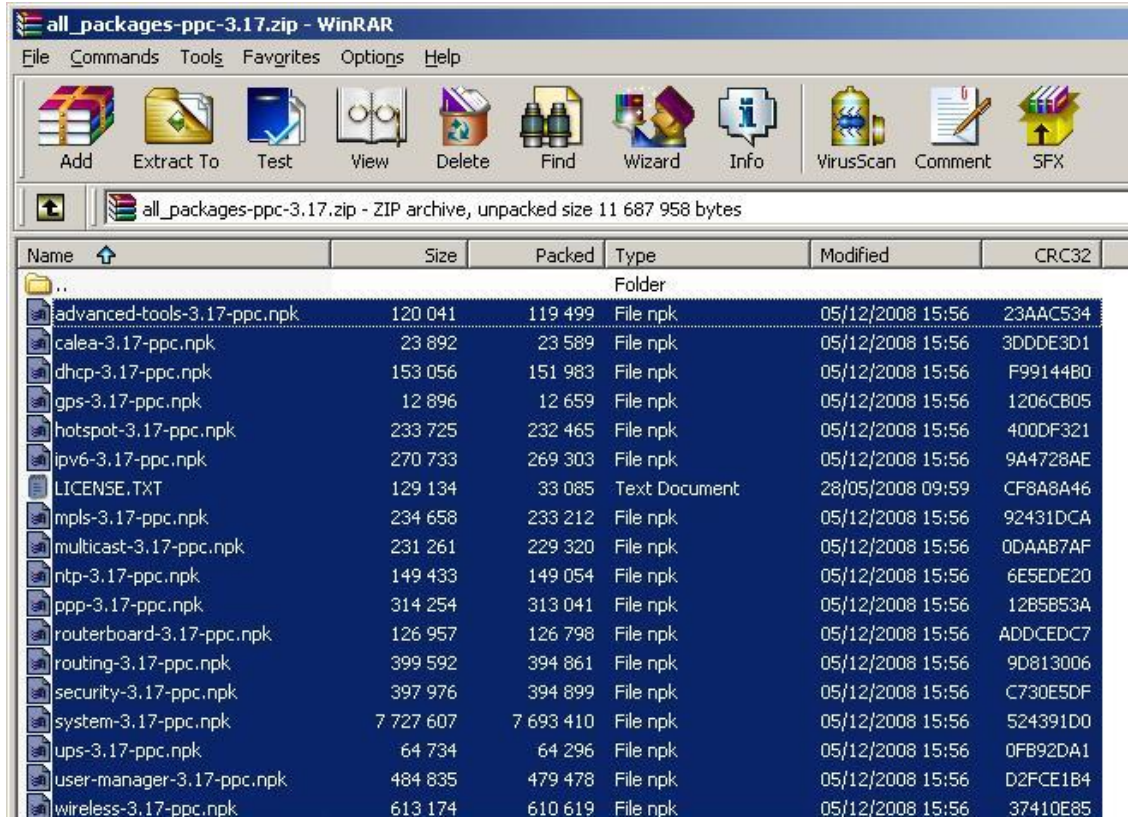 all_packages-ppc-3.17.zip - WinRAR
File Commands Tools Favorites Options Help
Add Extract To Test View Delete Find Wizard Info VirusScan Comment SFX
all_packages-ppc-3.17.zip - ZIP archive, unpacked size 11 687 958 bytes
Name Size Packed Type Modified CRC32
.. Folder
advanced-tools-3.17-ppc.npk 120 041 119 499 File npk 05/12/2008 15:56 23AAC534
calea-3.17-ppc.npk 23 892 23 589 File npk 05/12/2008 15:56 3DDDE3D1
dhcp-3.17-ppc.npk 153 056 151 983 File npk 05/12/2008 15:56 F99144B0
gps-3.17-ppc.npk 12 896 12 659 File npk 05/12/2008 15:56 1206CB05
hotspot-3.17-ppc.npk 233 725 232 465 File npk 05/12/2008 15:56 400DF321
ipv6-3.17-ppc.npk 270 733 269 303 File npk 05/12/2008 15:56 9A4728AE
LICENSE.TXT 129 134 33 085 Text Document 28/05/2008 09:59 CF8A8A46
mpls-3.17-ppc.npk 234 658 233 212 File npk 05/12/2008 15:56 92431DCA
multicast-3.17-ppc.npk 231 261 229 320 File npk 05/12/2008 15:56 0DAAB7AF
ntp-3.17-ppc.npk 149 433 149 054 File npk 05/12/2008 15:56 6E5EDE20
ppp-3.17-ppc.npk 314 254 313 041 File npk 05/12/2008 15:56 12B5B53A
routerboard-3.17-ppc.npk 126 957 126 798 File npk 05/12/2008 15:56 ADDCEDC7
routing-3.17-ppc.npk 399 592 394 861 File npk 05/12/2008 15:56 9D813006
security-3.17-ppc.npk 397 976 394 899 File npk 05/12/2008 15:56 C730E5DF
system-3.17-ppc.npk 7 727 607 7 693 410 File npk 05/12/2008 15:56 524391D0
ups-3.17-ppc.npk 64 734 64 296 File npk 05/12/2008 15:56 0FB92DA1
user-manager-3.17-ppc.npk 484 835 479 478 File npk 05/12/2008 15:56 D2FCE1B4
wireless-3.17-ppc.npk 613 174 610 619 File npk 05/12/2008 15:56 37410E85